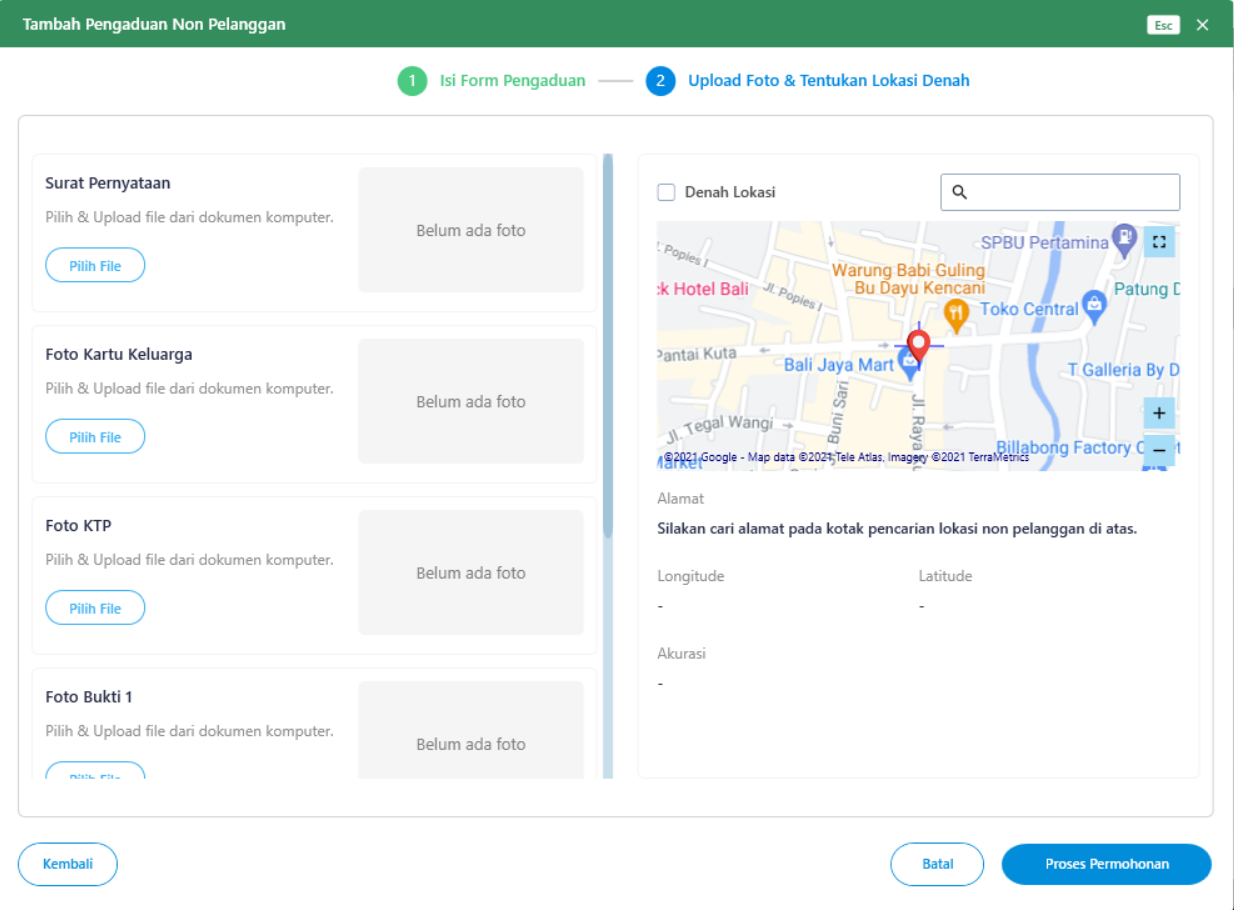 Tambah Pengaduan Non Pelanggan
Esc
1 Isi Form Pengaduan
2 Upload Foto & Tentukan Lokasi Denah
Surat Pernyataan
Pilih & Upload file dari dokumen komputer.
Pilih File
Belum ada foto
Foto Kartu Keluarga
Pilih & Upload file dari dokumen komputer.
Pilih File
Belum ada foto
Foto KTP
Pilih & Upload file dari dokumen komputer.
Pilih File
Belum ada foto
Foto Bukti 1
Pilih & Upload file dari dokumen komputer.
Pilih File
Belum ada foto
Denah Lokasi
SPBU Pertamina
Popies I
Warung Babi Guling
Bu Dayu Kencani
ck Hotel Bali
Jl. Popies I
Patung D
Toko Central
Pantai Kuta
Bali Jaya Mart
T Galleria By D
Buni Sari
Jl. Raya
Jl. Tegal Wangi
Billabong Factory
Market
©2021 Google - Map data ©2021 Tele Atlas, Imagery ©2021 TerraMetrics
Alamat
Silakan cari alamat pada kotak pencarian lokasi non pelanggan di atas.
Longitude
-
Latitude
-
Akurasi
-
Kembali
Batal
Proses Permohonan